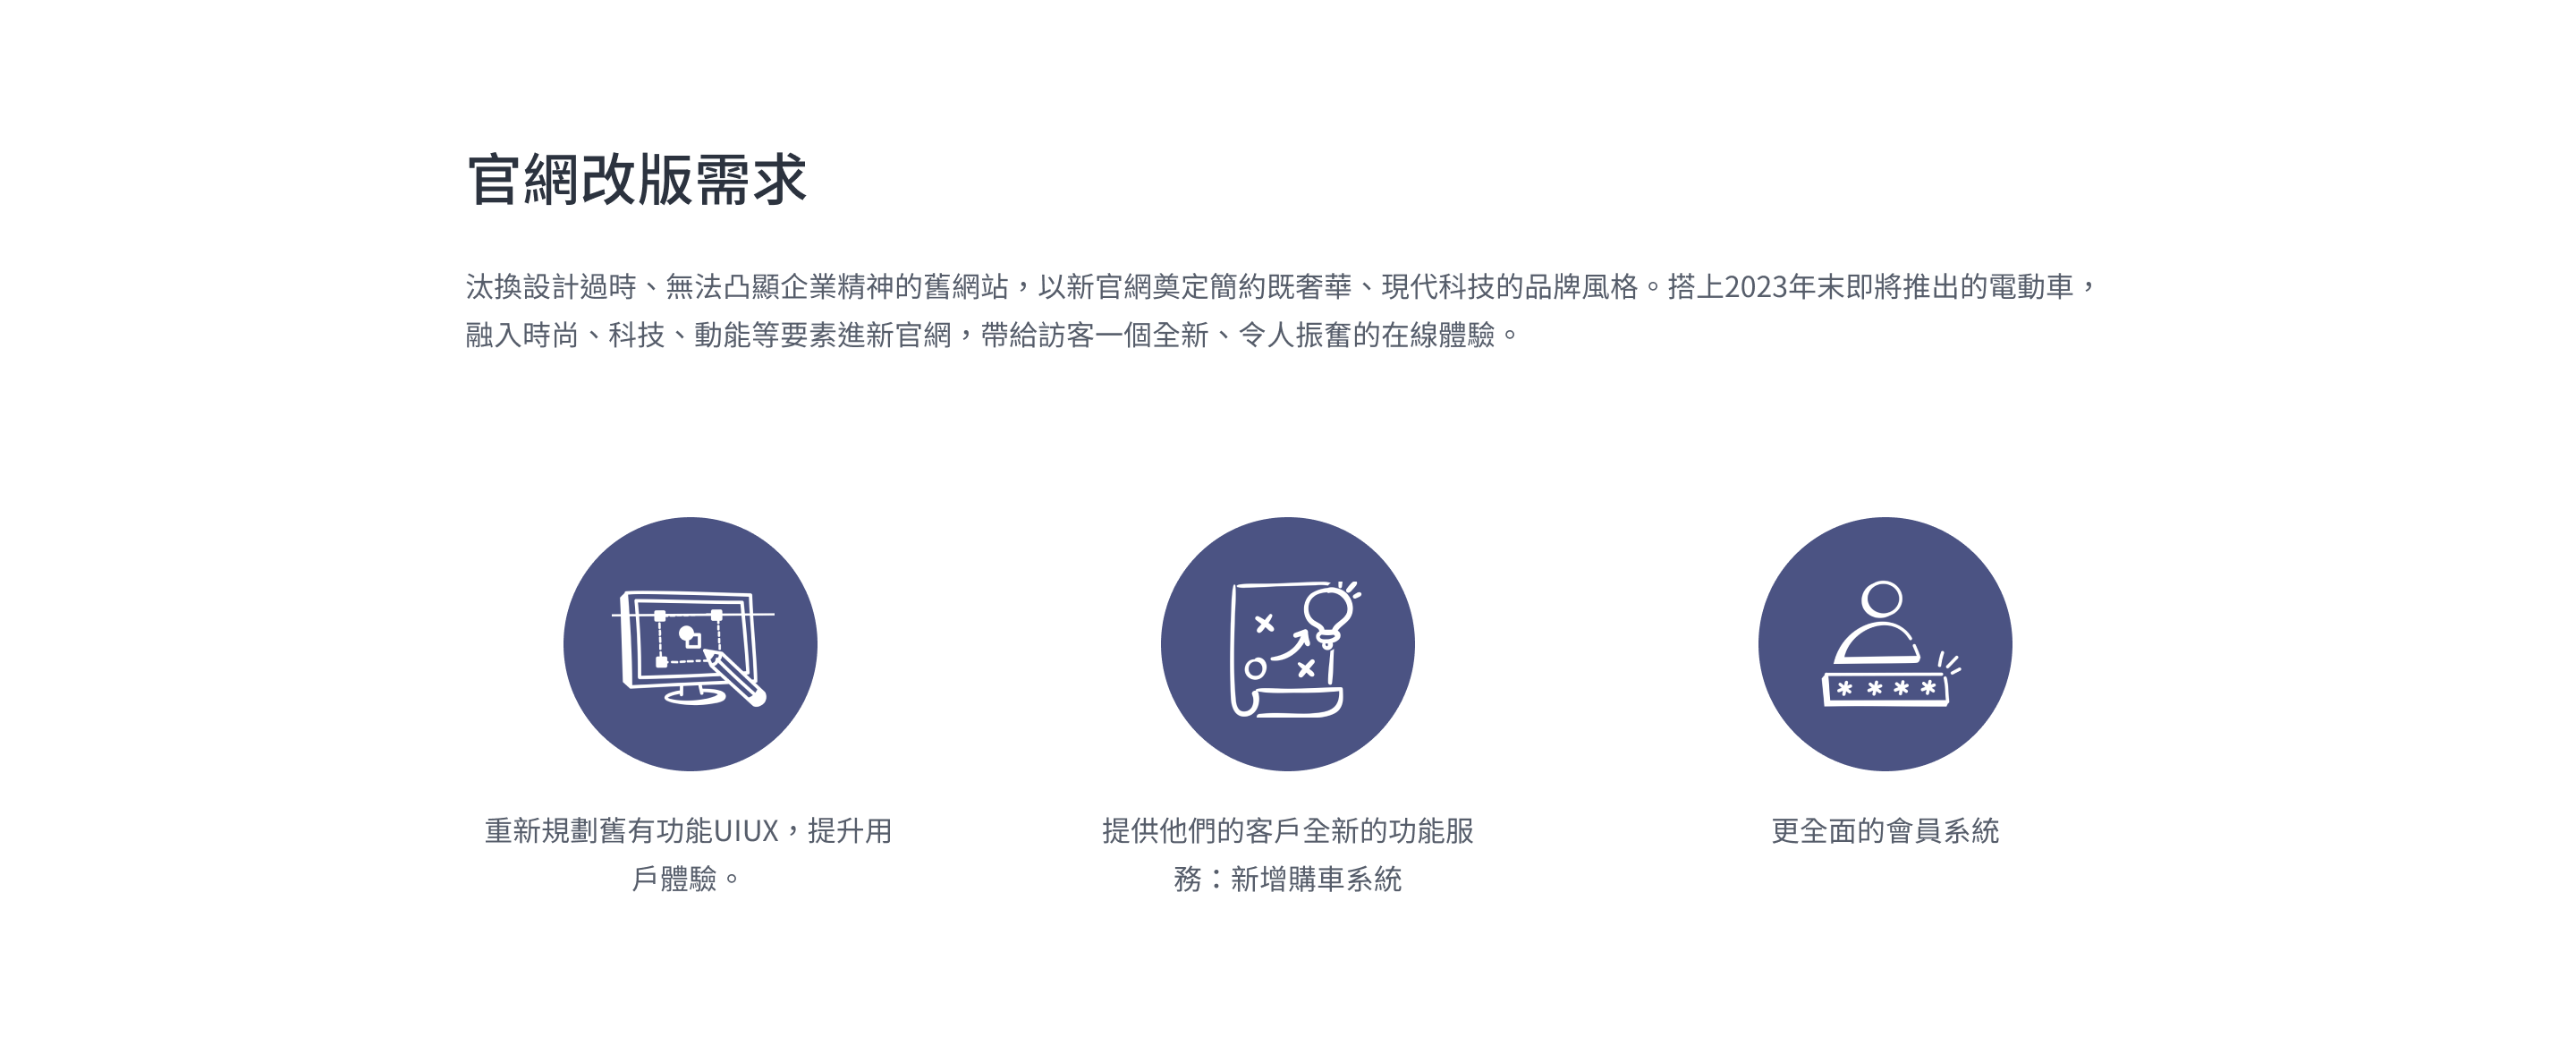 官網改版需求
汰換設計過時、無法凸顯企業精神的舊網站，以新官網奠定簡約既奢華、現代科技的品牌風格。搭上2023年末即將推出的電動車，
融入時尚、科技、動能等要素進新官網，帶給訪客一個全新、令人振奮的在線體驗。
重新規劃舊有功能UIUX，提升用
戶體驗。
提供他們的客戶全新的功能服
務：新增購車系統
更全面的會員系統